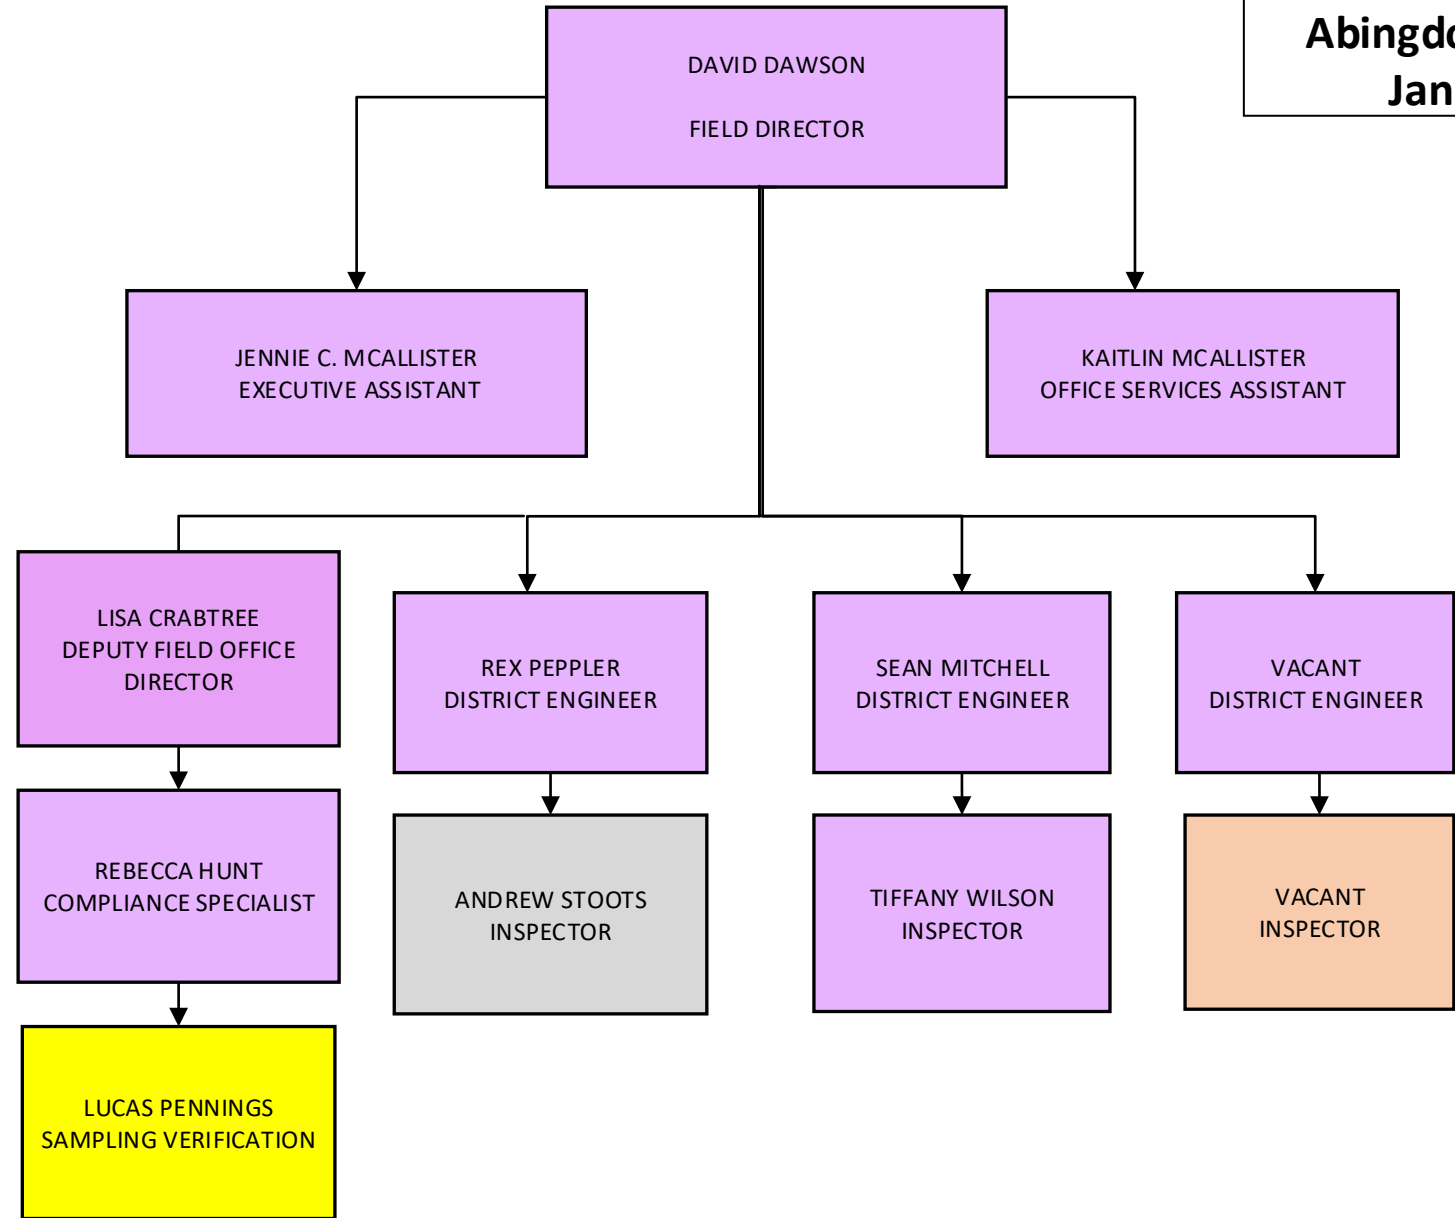 DAVID DAWSON
FIELD DIRECTOR
JENNIE C. MCALLISTER
EXECUTIVE ASSISTANT
KAITLIN MCALLISTER
OFFICE SERVICES ASSISTANT
LISA CRABTREE
DEPUTY FIELD OFFICE
DIRECTOR
REX PEPPLER
DISTRICT ENGINEER
SEAN MITCHELL
DISTRICT ENGINEER
VACANT
DISTRICT ENGINEER
REBECCA HUNT
COMPLIANCE SPECIALIST
ANDREW STOOTS
INSPECTOR
TIFFANY WILSON
INSPECTOR
VACANT
INSPECTOR
LUCAS PENNINGS
SAMPLING VERIFICATION